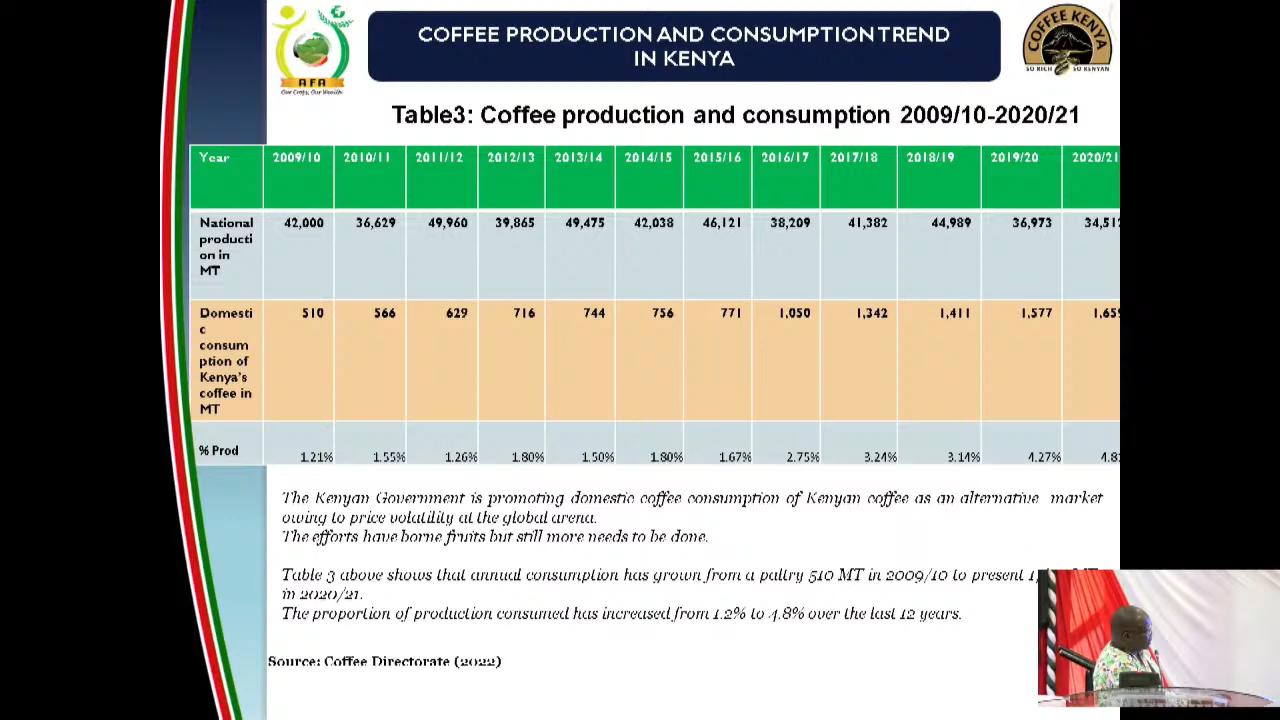 AFA
Our Crops, Our Wealth
COFFEE PRODUCTION AND CONSUMPTION TREND
IN KENYA
COFFEE KENYA
SO RICH SO KENYAN
Table3: Coffee production and consumption 2009/10-2020/21
Year 2009/10 2010/11 2011/12 2012/13 2013/14 2014/15 2015/16 2016/17 2017/18 2018/19 2019/20 2020/21
National
producti
on in
MT
42,000 36,629 49,960 39,865 49,475 42,038 46,121 38,209 41,382 44,989 36,973 34,512
Domesti
c
consum
ption of
Kenya's
coffee in
MT
510 566 629 716 744 756 771 1,050 1,342 1,411 1,577 1,659
% Prod 1.21% 1.55% 1.26% 1.80% 1.50% 1.80% 1.67% 2.75% 3.24% 3.14% 4.27% 4.8
The Kenyan Government is promoting domestic coffee consumption of Kenyan coffee as an alternative market
owing to price volatility at the global arena.
The efforts have borne fruits but still more needs to be done.
Table 3 above shows that annual consumption has grown from a paltry 510 MT in 2009/10 to present
in 2020/21.
The proportion of production consumed has increased from 1.2% to 4.8% over the last 12 years.
Source: Coffee Directorate (2022)